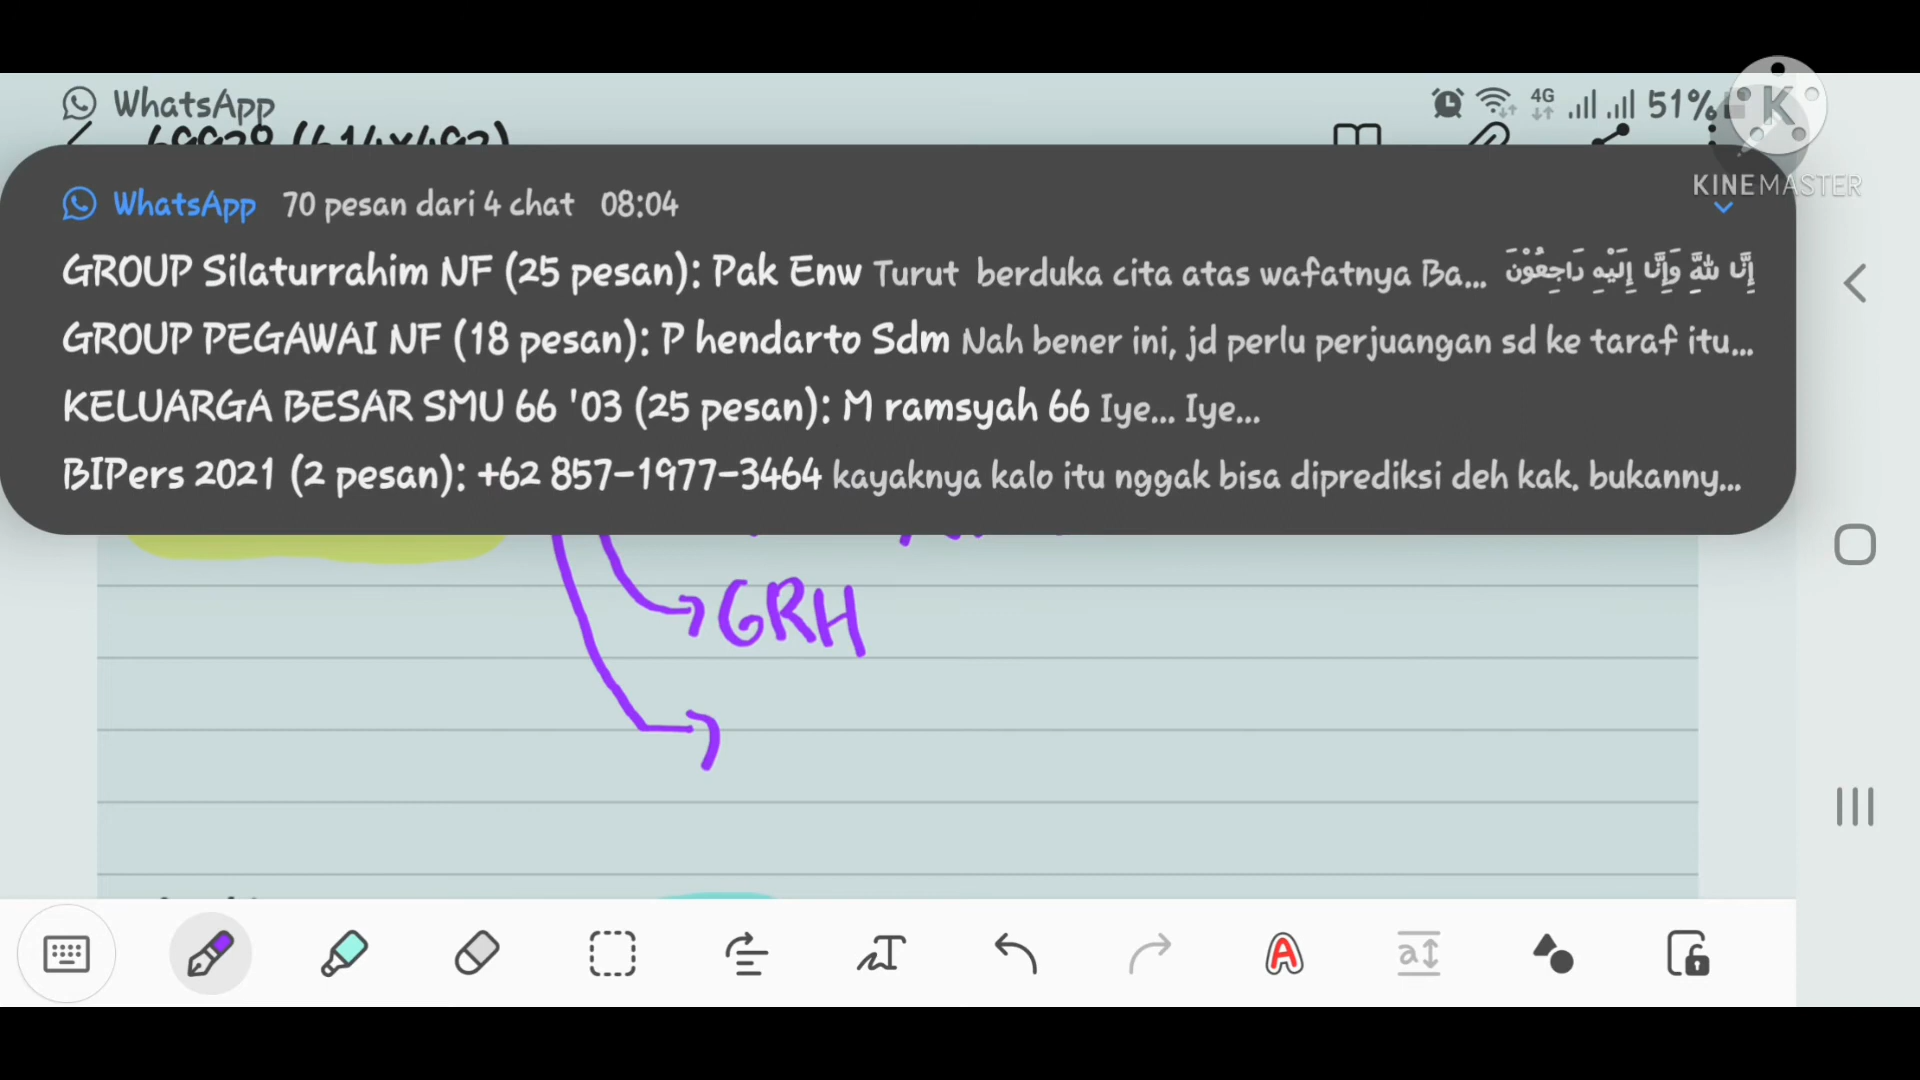 WhatsApp 4G 51%
69928 (614x492)
KINEMASTER
WhatsApp 70 pesan dari 4 chat 08:04
GROUP Silaturrahim NF (25 pesan): Pak Enw Turut berduka cita atas wafatnya Ba... إِنَّا لِلّهِ وَإِنَّا إِلَيْهِ رَاجِعُوْنَ
GROUP PEGAWAI NF (18 pesan): P hendarto Sdm Nah bener ini, jd perlu perjuangan sd ke taraf itu...
KELUARGA BESAR SMU 66 '03 (25 pesan): M ramsyah 66 Iye... Iye...
BIPers 2021 (2 pesan): +62 857-1977-3464 kayaknya kalo itu nggak bisa diprediksi deh kak. bukanny...
GRH